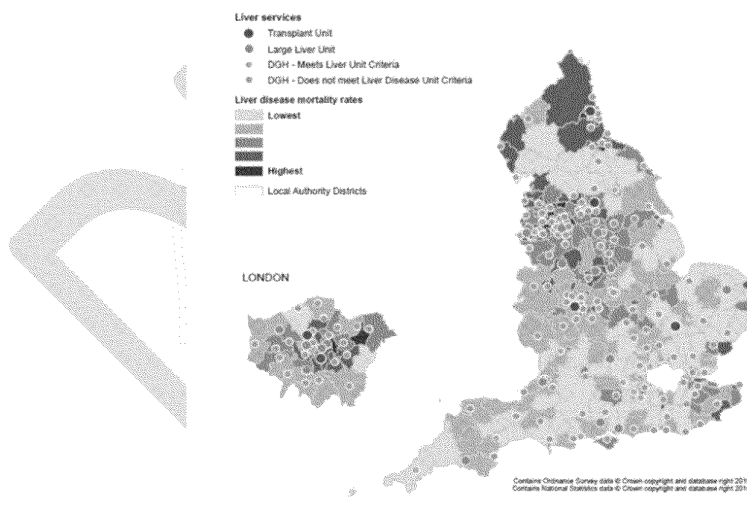 Liver services
Transplant Unit
Large Liver Unit
DGH - Meets Liver Unit Criteria
DGH - Does not meet Liver Disease Unit Criteria
Liver disease mortality rates
Lowest
Highest
Local Authority Districts
LONDON
Contains Ordnance Survey data © Crown copyright and database right 201
Contains National Statistics data © Crown copyright and database right 201